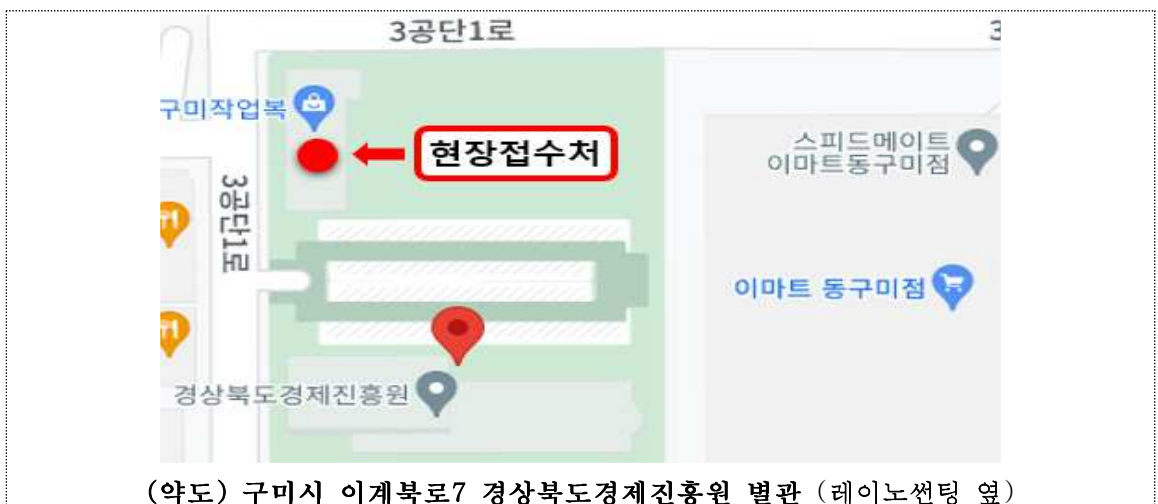 3공단1로
3
구미작업복
현장접수처
스피드메이트
이마트동구미점
3공단1로
이마트 동구미점
경상북도경제진흥원
(약도) 구미시 이계북로7 경상북도경제진흥원 별관 (레이노썬팅 옆)